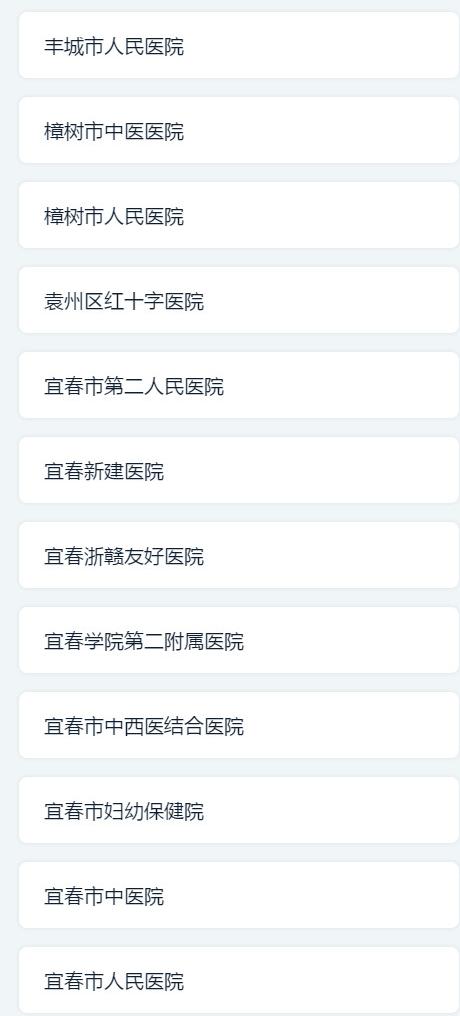 丰城市人民医院
樟树市中医医院
樟树市人民医院
袁州区红十字医院
宜春市第二人民医院
宜春新建医院
宜春浙赣友好医院
宜春学院第二附属医院
宜春市中西医结合医院
宜春市妇幼保健院
宜春市中医院
宜春市人民医院